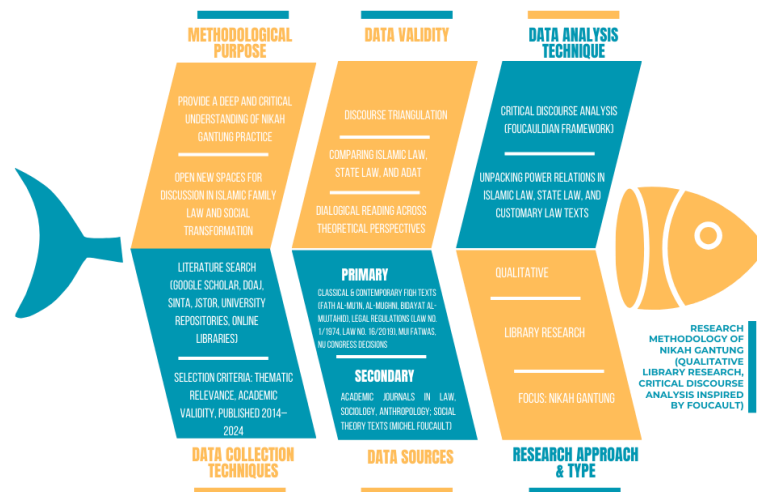 METHODOLOGICAL
PURPOSE
PROVIDE A DEEP AND CRITICAL
UNDERSTANDING OF NIKAH
GANTUNG PRACTICE
OPEN NEW SPACES FOR
DISCUSSION IN ISLAMIC FAMILY
LAW AND SOCIAL
TRANSFORMATION
DATA VALIDITY
DISCOURSE TRIANGULATION
COMPARING ISLAMIC LAW,
STATE LAW, AND ADAT
DIALOGICAL READING ACROSS
THEORETICAL PERSPECTIVES
DATA ANALYSIS
TECHNIQUE
CRITICAL DISCOURSE ANALYSIS
(FOUCAULDIAN FRAMEWORK)
UNPACKING POWER RELATIONS IN
ISLAMIC LAW, STATE LAW, AND
CUSTOMARY LAW TEXTS
LITERATURE SEARCH
(GOOGLE SCHOLAR, DOAJ,
SINTA, JSTOR, UNIVERSITY
REPOSITORIES, ONLINE
LIBRARIES)
SELECTION CRITERIA: THEMATIC
RELEVANCE, ACADEMIC
VALIDITY, PUBLISHED 2014–
2024
DATA COLLECTION
TECHNIQUES
PRIMARY
CLASSICAL & CONTEMPORARY FIQH TEXTS
(FATH AL-MU'IN, AL-MUGHNI, BIDAYAT AL-
MUJTAHID), LEGAL REGULATIONS (LAW NO.
1/1974, LAW NO. 16/2019), MUI FATWAS,
NU CONGRESS DECISIONS
SECONDARY
ACADEMIC JOURNALS IN LAW,
SOCIOLOGY, ANTHROPOLOGY; SOCIAL
THEORY TEXTS (MICHEL FOUCAULT)
DATA SOURCES
QUALITATIVE
LIBRARY RESEARCH
FOCUS: NIKAH GANTUNG
RESEARCH APPROACH
& TYPE
RESEARCH
METHODOLOGY OF
NIKAH GANTUNG
(QUALITATIVE
LIBRARY RESEARCH,
CRITICAL DISCOURSE
ANALYSIS INSPIRED
BY FOUCAULT)